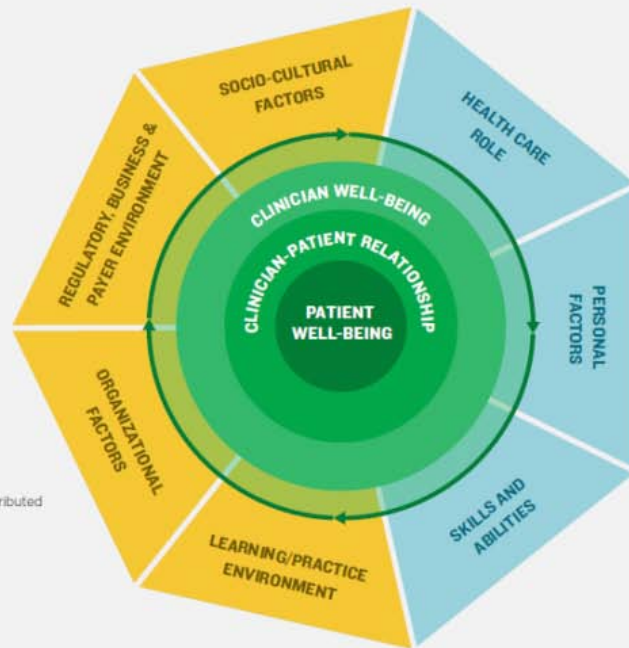 SOCIO-CULTURAL
FACTORS
HEALTH CARE
ROLE
REGULATORY, BUSINESS &
PAYER ENVIRONMENT
CLINICIAN WELL-BEING
CLINICIAN-PATIENT RELATIONSHIP
PATIENT
WELL-BEING
PERSONAL
FACTORS
ORGANIZATIONAL
FACTORS
SKILLS AND
ABILITIES
LEARNING/PRACTICE
ENVIRONMENT